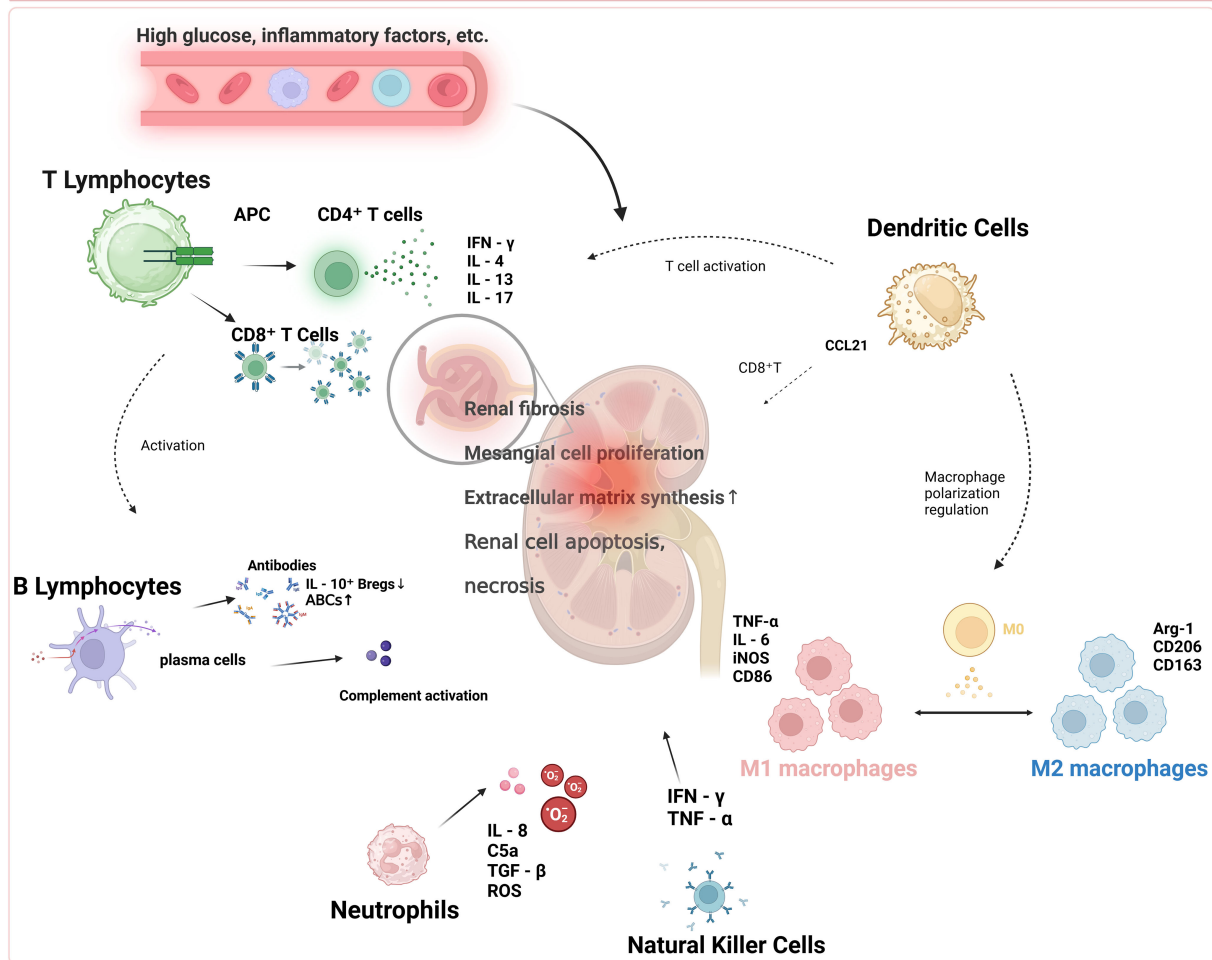 High glucose, inflammatory factors, etc.
T Lymphocytes
APC
CD4⁺ T cells
IFN - γ
IL - 4
IL - 13
IL - 17
CD8⁺ T Cells
Activation
Dendritic Cells
T cell activation
CCL21
CD8⁺T
Macrophage
polarization
regulation
Renal fibrosis
Mesangial cell proliferation
Extracellular matrix synthesis↑
Renal cell apoptosis,
necrosis
B Lymphocytes
Antibodies
IL - 10⁺ Bregs↓
ABCs↑
plasma cells
Complement activation
TNF-α
IL - 6
iNOS
CD86
M0
Arg-1
CD206
CD163
M1 macrophages
M2 macrophages
•O₂⁻
•O₂⁻
•O₂⁻
IL - 8
C5a
TGF - β
ROS
Neutrophils
IFN - γ
TNF - α
Natural Killer Cells